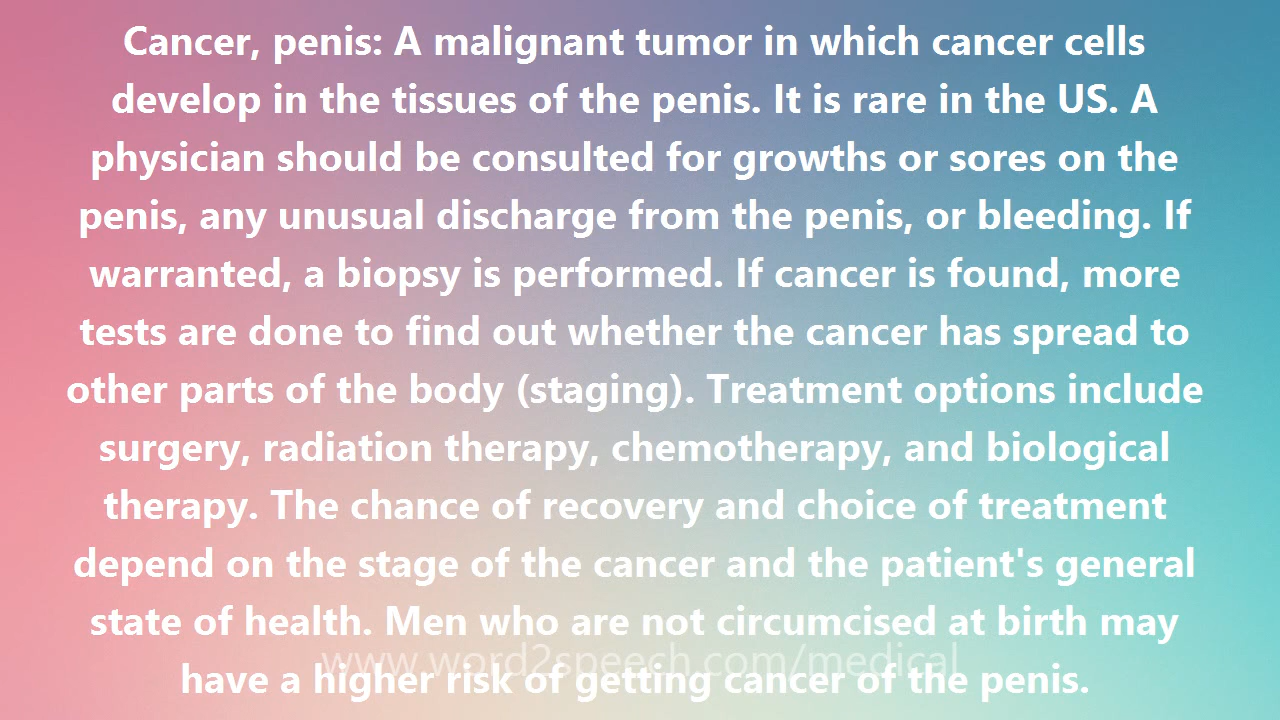 Cancer, penis: A malignant tumor in which cancer cells
develop in the tissues of the penis. It is rare in the US. A
physician should be consulted for growths or sores on the
penis, any unusual discharge from the penis, or bleeding. If
warranted, a biopsy is performed. If cancer is found, more
tests are done to find out whether the cancer has spread to
other parts of the body (staging). Treatment options include
surgery, radiation therapy, chemotherapy, and biological
therapy. The chance of recovery and choice of treatment
depend on the stage of the cancer and the patient's general
state of health. Men who are not circumcised at birth may
www.word2speech.com/medical
have a higher risk of getting cancer of the penis.